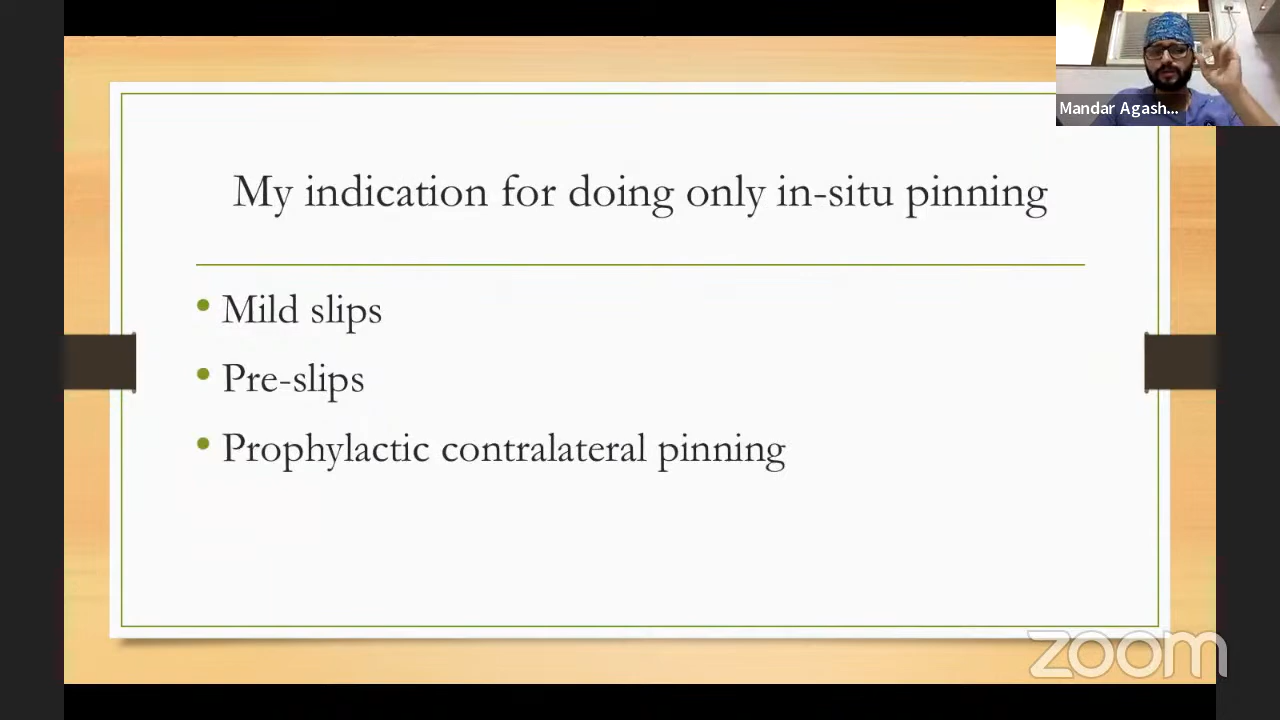 Mandar Agash...
My indication for doing only in-situ pinning
• Mild slips
• Pre-slips
• Prophylactic contralateral pinning
zoom